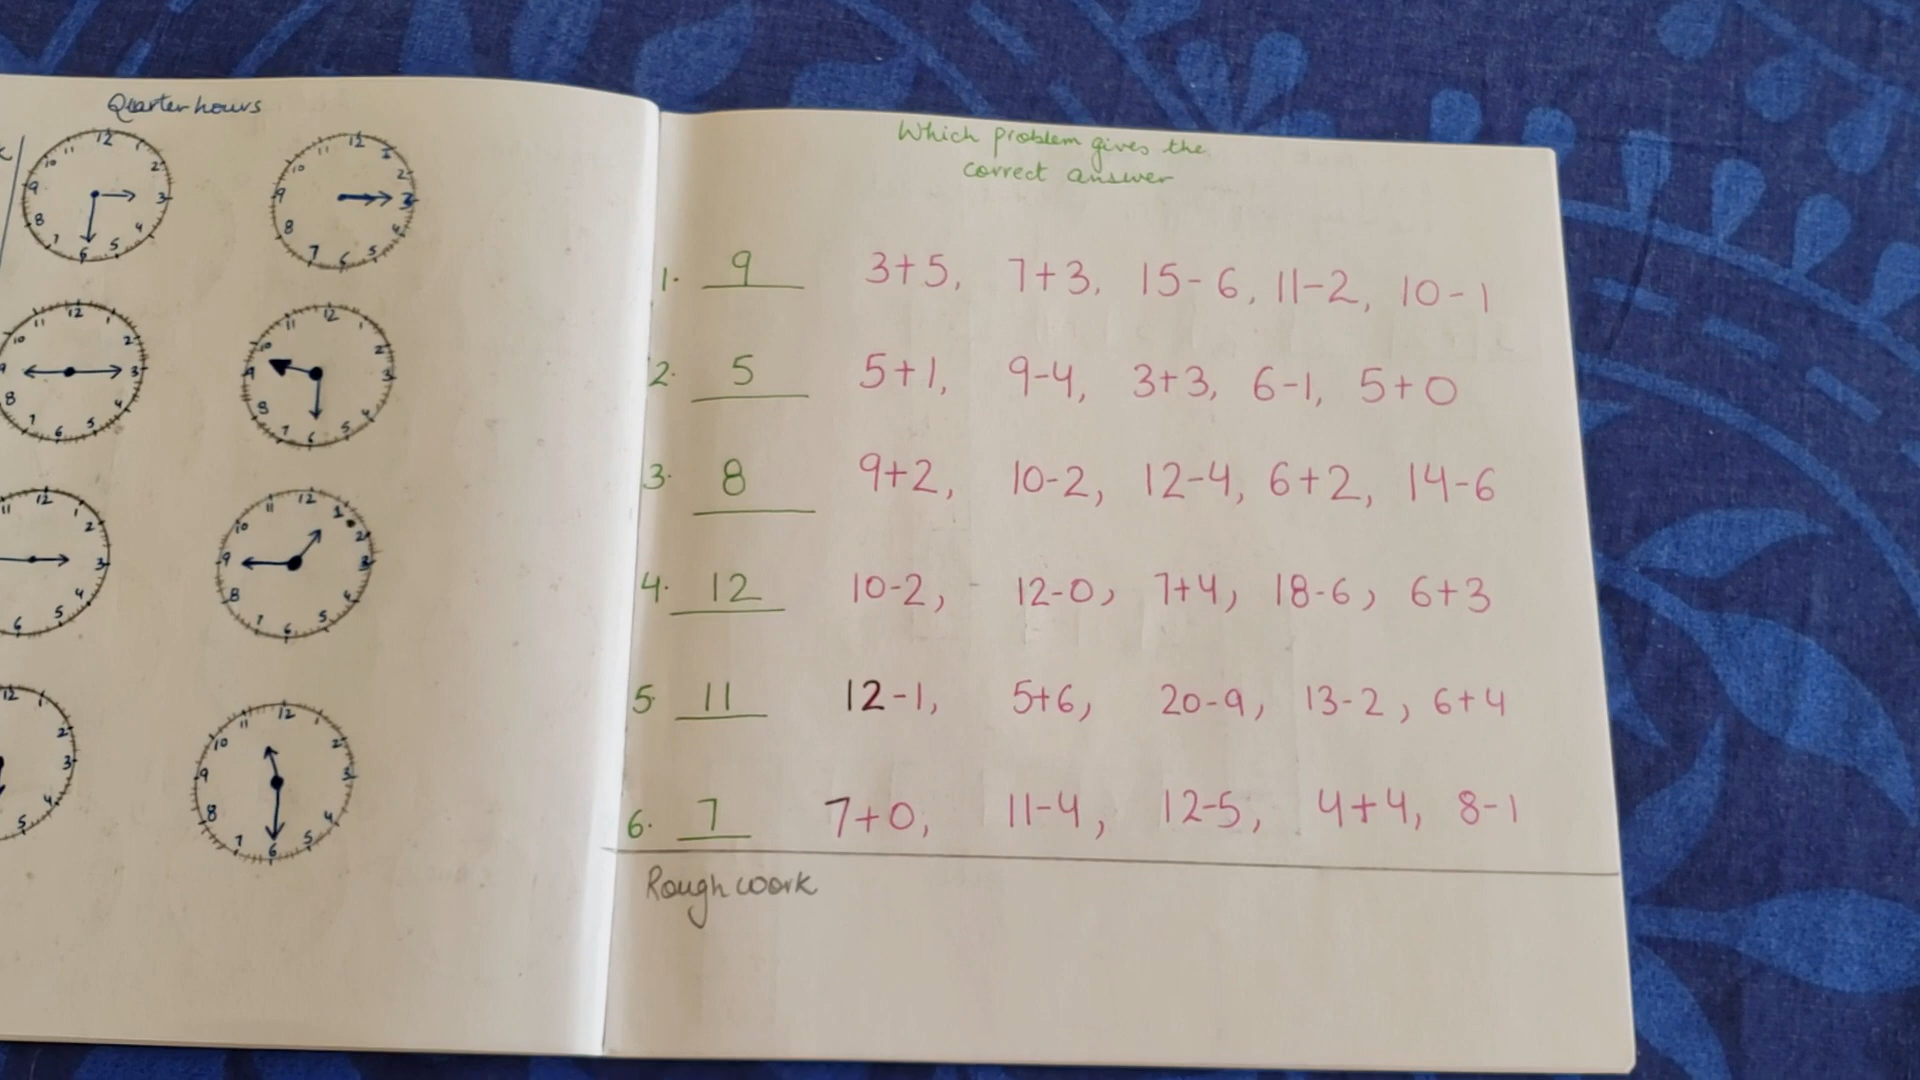 Quarter hours
Which problem gives the
correct answer
1. 9 3+5, 7+3, 15-6, 11-2, 10-1
2. 5 5+1, 9-4, 3+3, 6-1, 5+0
3. 8 9+2, 10-2, 12-4, 6+2, 14-6
4. 12 10-2, 12-0, 7+4, 18-6, 6+3
5. 11 12-1, 5+6, 20-9, 13-2, 6+4
6. 7 7+0, 11-4, 12-5, 4+4, 8-1
Rough work